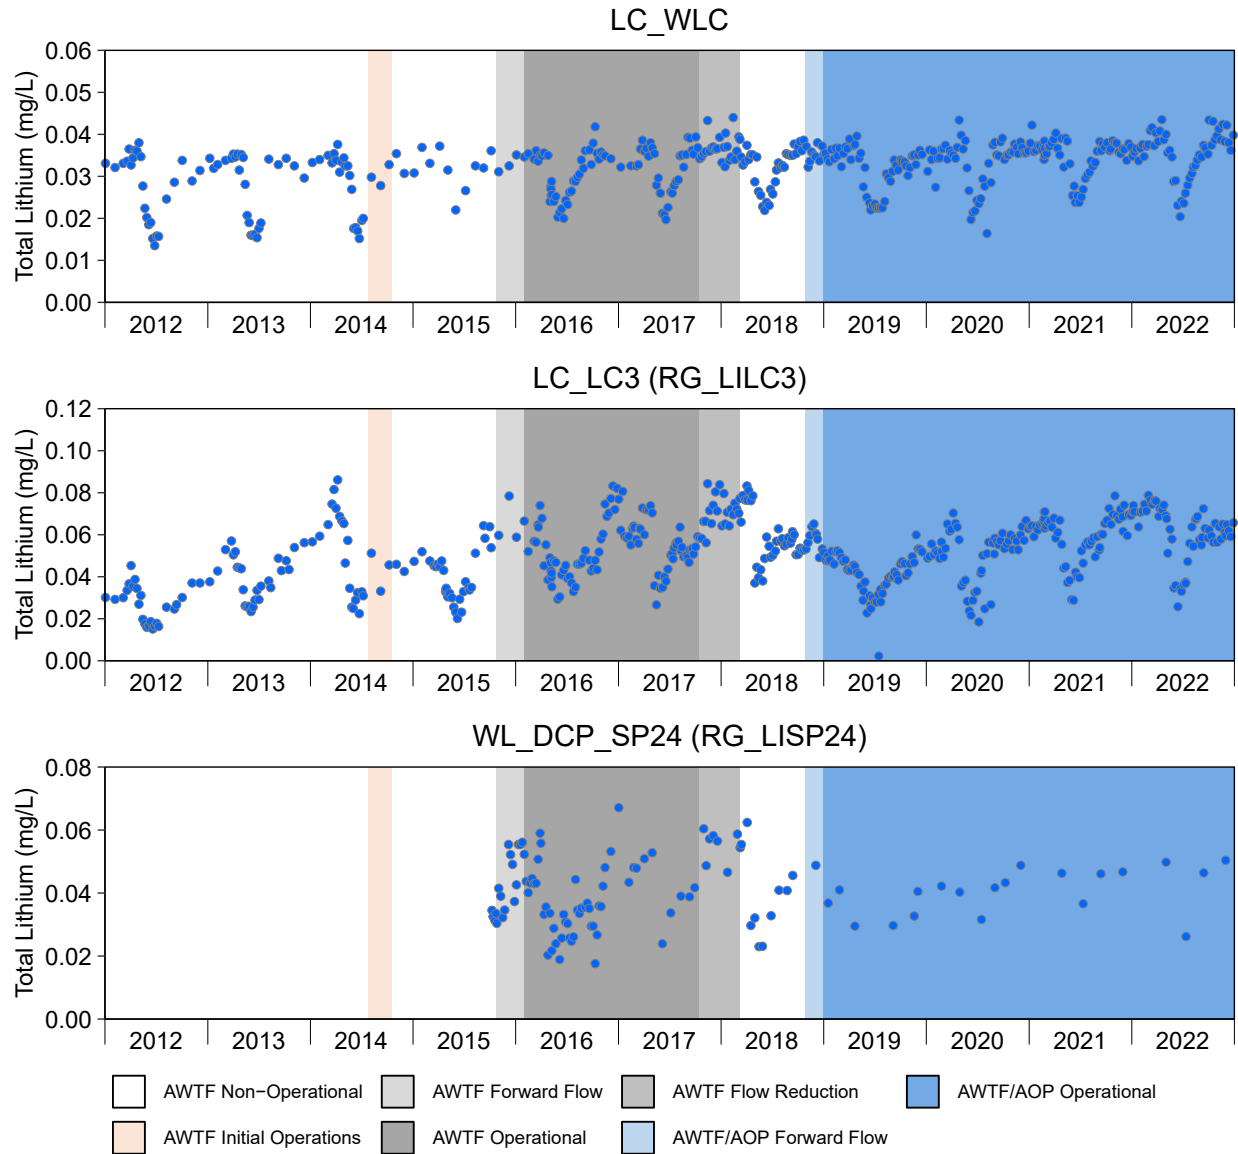 LC_WLC
Total Lithium (mg/L)
0.06
0.05
0.04
0.03
0.02
0.01
0.00
2012 2013 2014 2015 2016 2017 2018 2019 2020 2021 2022
LC_LC3 (RG_LILC3)
Total Lithium (mg/L)
0.12
0.10
0.08
0.06
0.04
0.02
0.00
2012 2013 2014 2015 2016 2017 2018 2019 2020 2021 2022
WL_DCP_SP24 (RG_LISP24)
Total Lithium (mg/L)
0.08
0.06
0.04
0.02
0.00
2012 2013 2014 2015 2016 2017 2018 2019 2020 2021 2022
AWTF Non−Operational AWTF Forward Flow AWTF Flow Reduction AWTF/AOP Operational
AWTF Initial Operations AWTF Operational AWTF/AOP Forward Flow